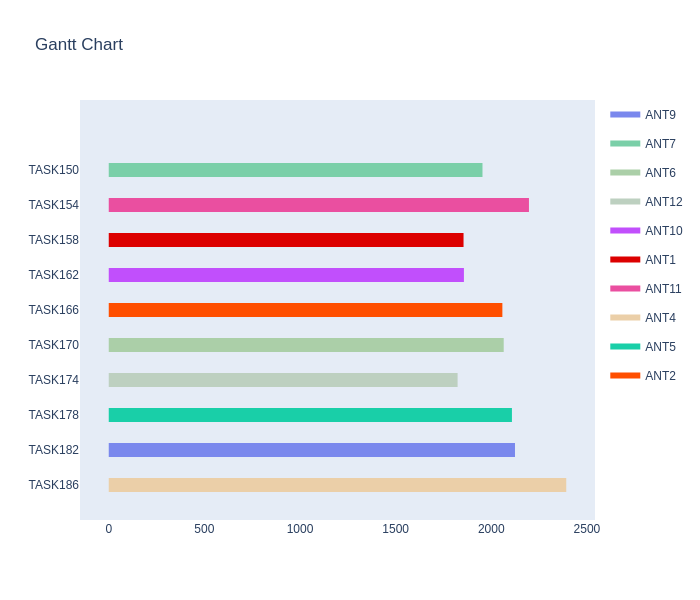 Gantt Chart
TASK150
TASK154
TASK158
TASK162
TASK166
TASK170
TASK174
TASK178
TASK182
TASK186
0 500 1000 1500 2000 2500
ANT9
ANT7
ANT6
ANT12
ANT10
ANT1
ANT11
ANT4
ANT5
ANT2